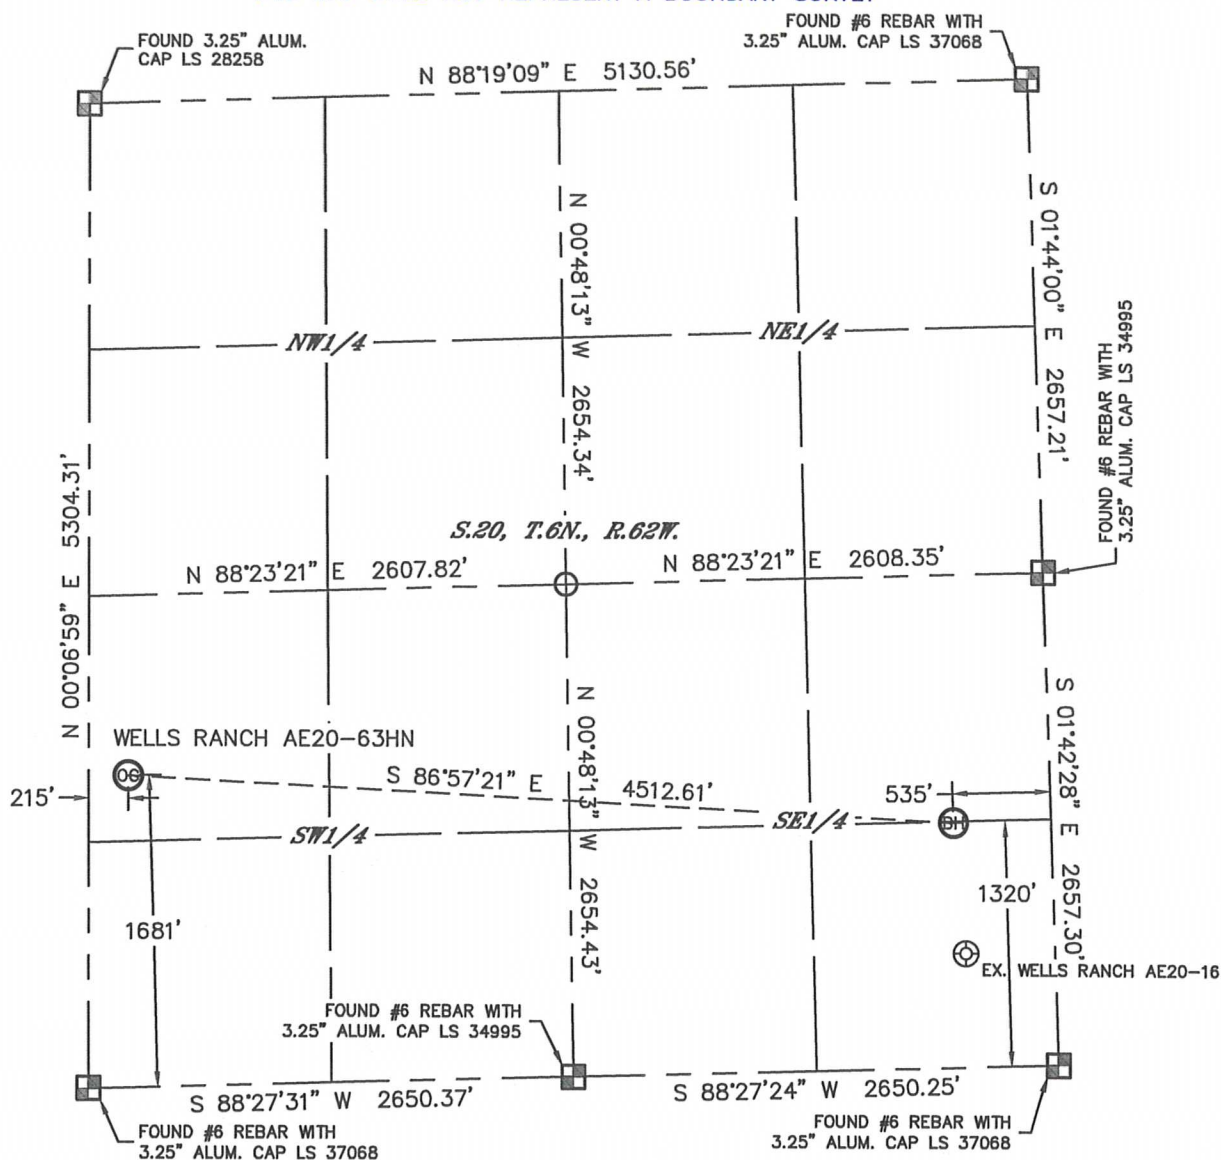 FOUND 3.25" ALUM.
CAP LS 28258
FOUND #6 REBAR WITH
3.25" ALUM. CAP LS 37068
N 88°19'09" E 5130.56'
N 00°48'13" W 2654.34'
S 01°44'00" E 2657.21'
NW1/4
NE1/4
FOUND #6 REBAR WITH
3.25" ALUM. CAP LS 34995
N 00°06'59" E 5304.31'
S.20, T.6N., R.62W.
N 88°23'21" E 2607.82'
N 88°23'21" E 2608.35'
WELLS RANCH AE20-63HN
OG
215'
S 86°57'21" E 4512.61'
N 00°48'13" W 2654.43'
535'
S 01°42'28" E 2657.30'
SW1/4
SE1/4
BH
1681'
1320'
EX. WELLS RANCH AE20-16
FOUND #6 REBAR WITH
3.25" ALUM. CAP LS 34995
S 88°27'31" W 2650.37'
S 88°27'24" W 2650.25'
FOUND #6 REBAR WITH
3.25" ALUM. CAP LS 37068
FOUND #6 REBAR WITH
3.25" ALUM. CAP LS 37068